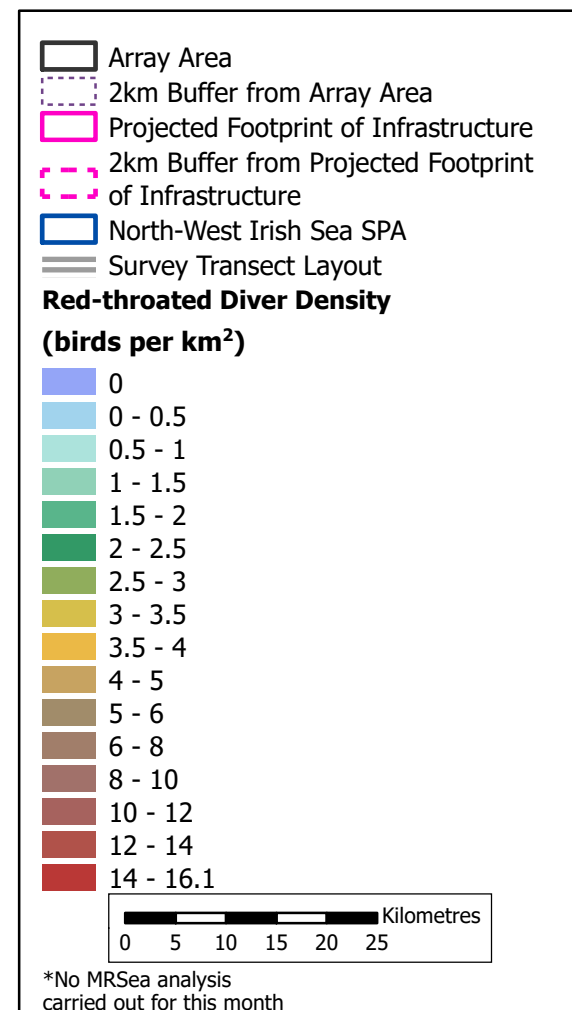 Array Area
2km Buffer from Array Area
Projected Footprint of Infrastructure
2km Buffer from Projected Footprint
of Infrastructure
North-West Irish Sea SPA
Survey Transect Layout
Red-throated Diver Density
(birds per km²)
0
0 - 0.5
0.5 - 1
1 - 1.5
1.5 - 2
2 - 2.5
2.5 - 3
3 - 3.5
3.5 - 4
4 - 5
5 - 6
6 - 8
8 - 10
10 - 12
12 - 14
14 - 16.1
Kilometres
0 5 10 15 20 25
*No MRSea analysis
carried out for this month